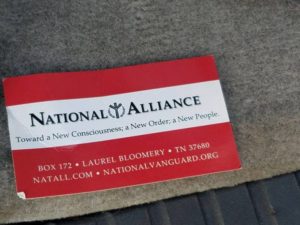 NATIONAL ALLIANCE
Toward a New Consciousness; a New Order; a New People.
BOX 172 • LAUREL BLOOMERY • TN 37680
NATALL.COM • NATIONALVANGUARD.ORG